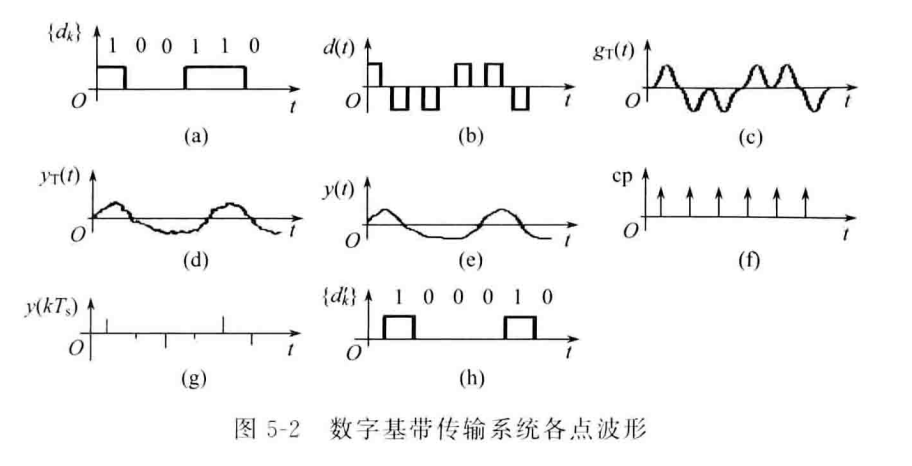 {d_k} 1 0 0 1 1 0
O t
(a)
d(t)
O t
(b)
g_T(t)
O t
(c)
y_T(t)
O t
(d)
y(t)
O t
(e)
cp
O t
(f)
y(kT_s)
O t
(g)
{d'_k} 1 0 0 0 1 0
O t
(h)
图 5-2 数字基带传输系统各点波形